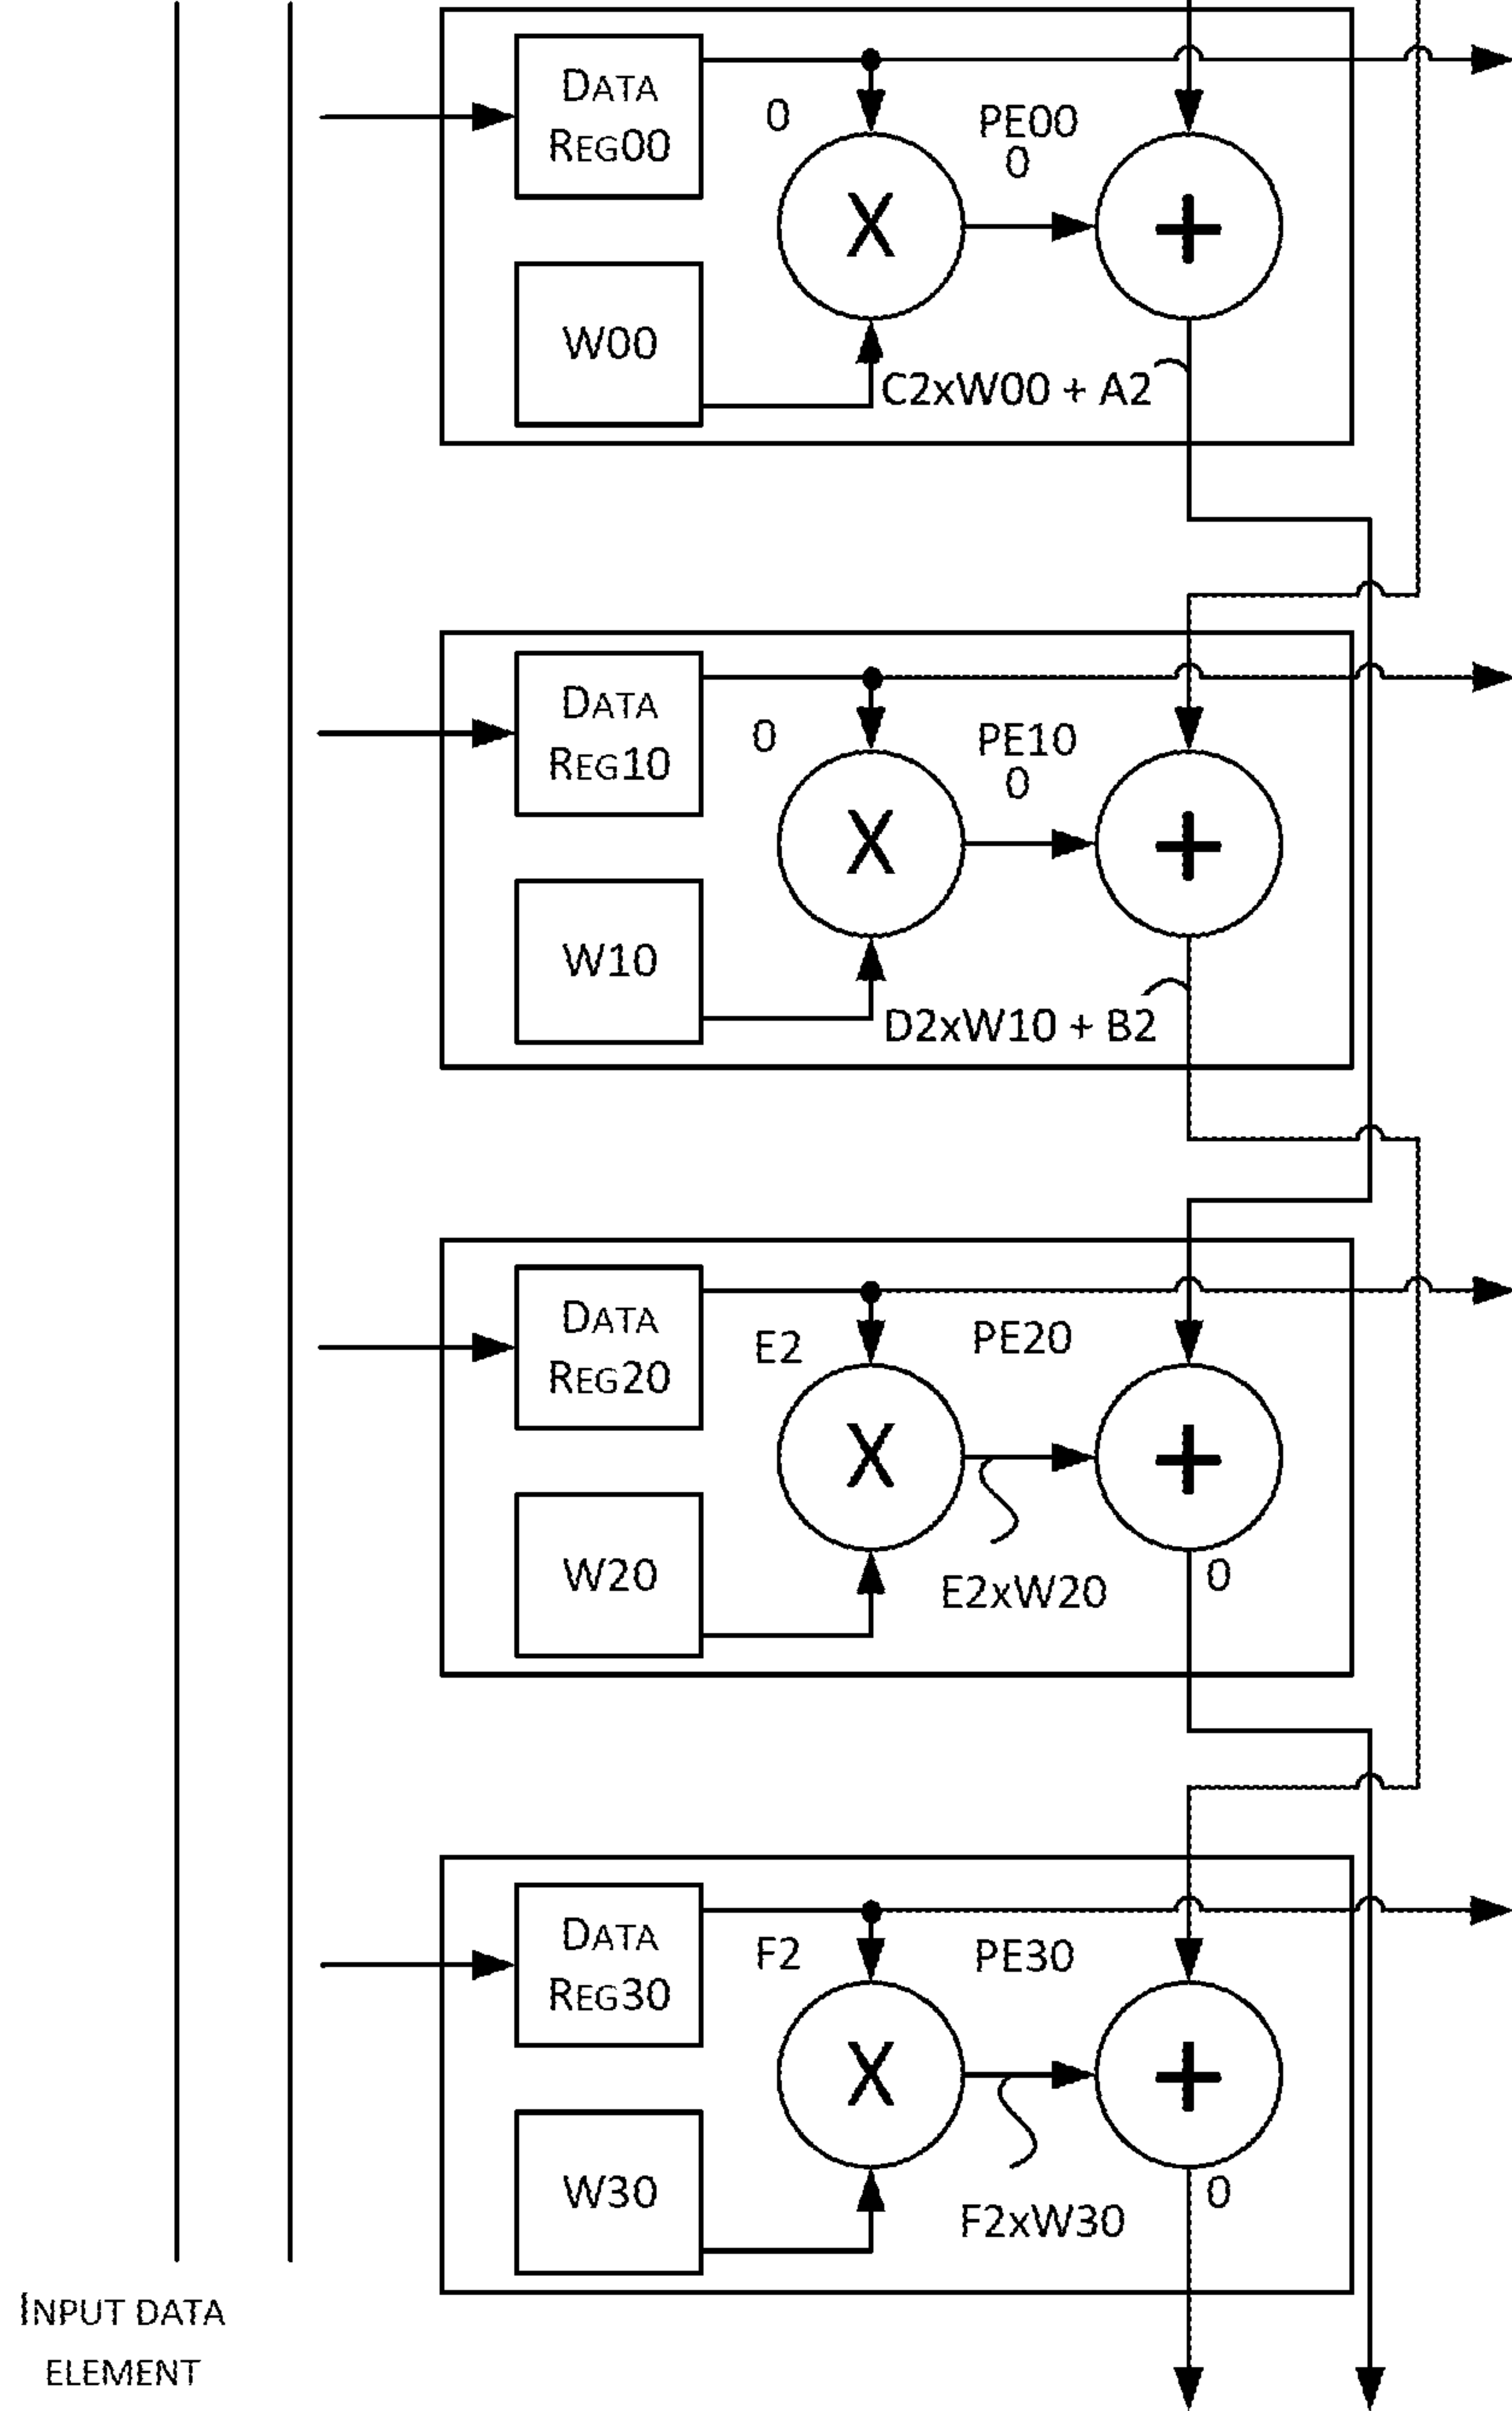 DATA
REG00
0
PE00
0
X
+
W00
C2xW00 + A2
DATA
REG10
0
PE10
0
X
+
W10
D2xW10 + B2
DATA
REG20
E2
PE20
X
+
W20
E2xW20
0
DATA
REG30
F2
PE30
X
+
W30
F2xW30
0
INPUT DATA
ELEMENT